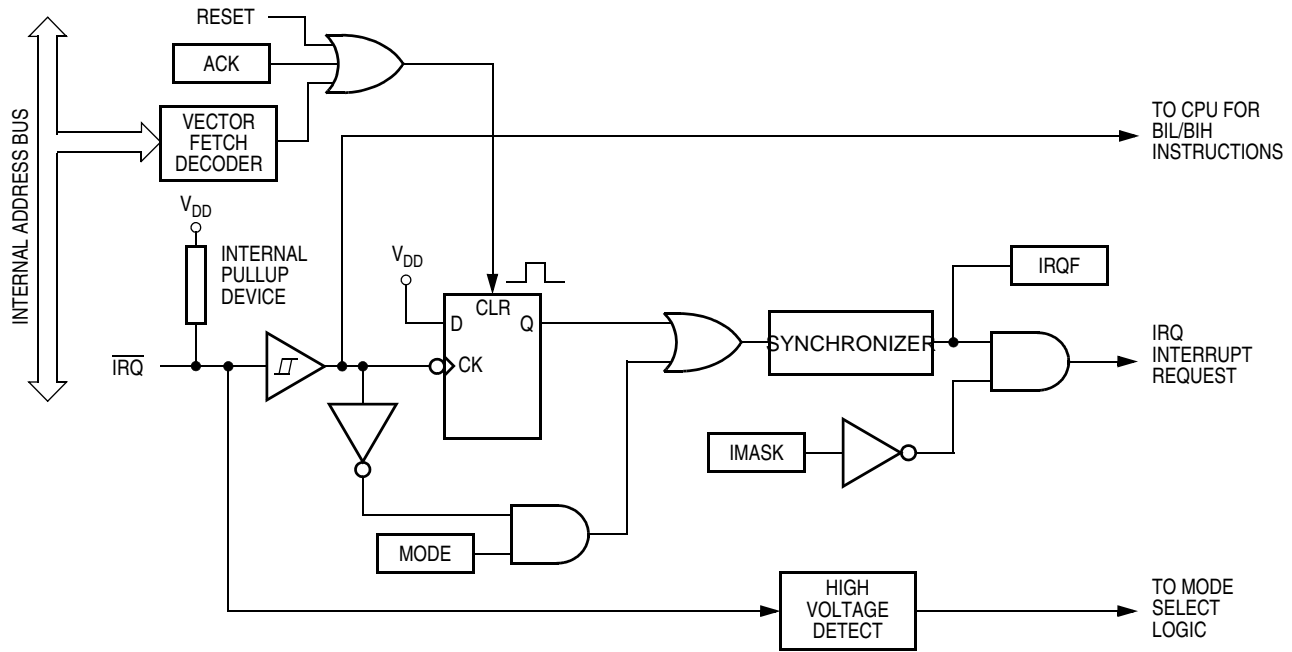 RESET
ACK
VECTOR
FETCH
DECODER
INTERNAL ADDRESS BUS
TO CPU FOR
BIL/BIH
INSTRUCTIONS
VDD
INTERNAL
PULLUP
DEVICE
VDD
CLR
D
Q
CK
IRQ
SYNCHRONIZER
IRQF
IRQ
INTERRUPT
REQUEST
IMASK
MODE
HIGH
VOLTAGE
DETECT
TO MODE
SELECT
LOGIC